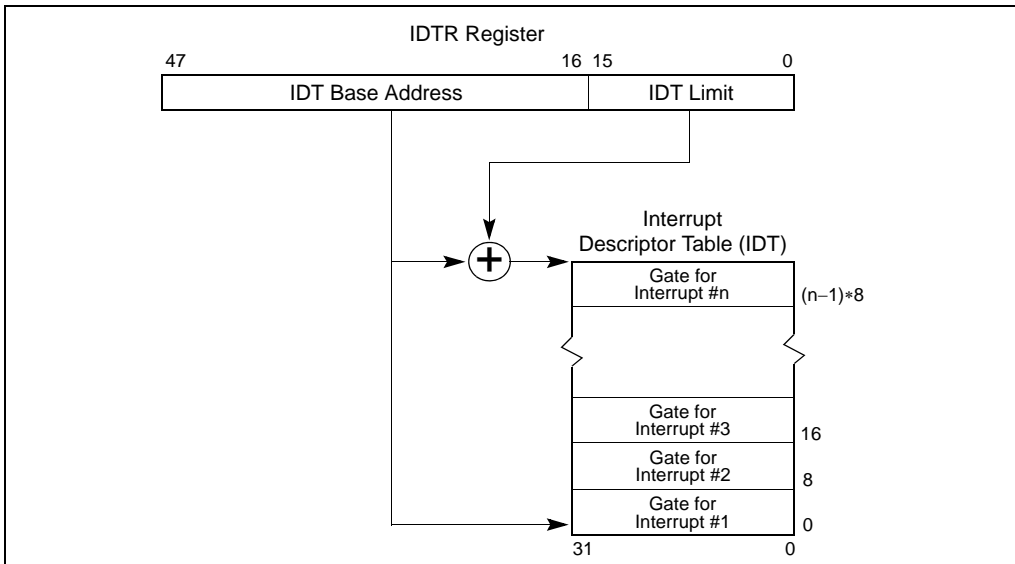 IDTR Register
47 16 15 0
IDT Base Address IDT Limit
+
Interrupt
Descriptor Table (IDT)
Gate for
Interrupt #n
(n−1)∗8
Gate for
Interrupt #3
16
Gate for
Interrupt #2
8
Gate for
Interrupt #1
0
31 0